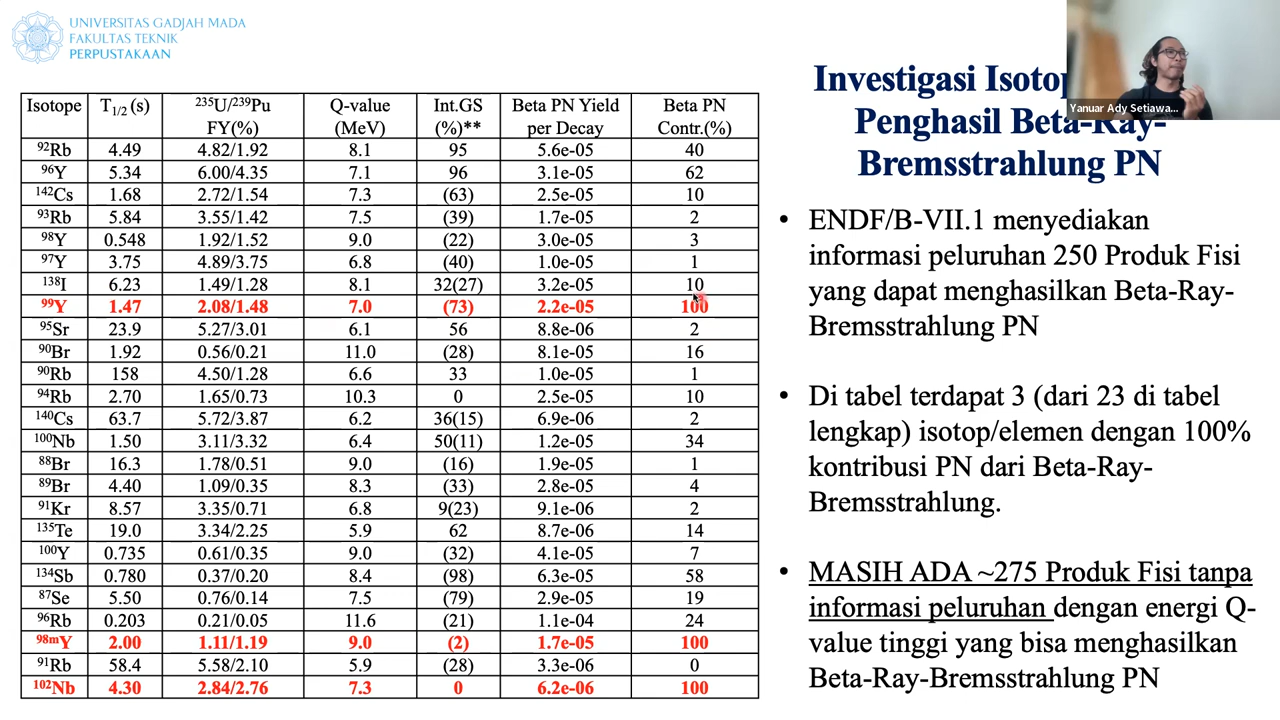 UNIVERSITAS GADJAH MADA
FAKULTAS TEKNIK
PERPUSTAKAAN
Investigasi Isotop
Penghasil Beta-Ray-
Bremsstrahlung PN
Yanuar Ady Setiawa...
Isotope T1/2 (s) 235U/239Pu FY(%) Q-value (MeV) Int.GS (%)** Beta PN Yield per Decay Beta PN Contr.(%)
92Rb 4.49 4.82/1.92 8.1 95 5.6e-05 40
96Y 5.34 6.00/4.35 7.1 96 3.1e-05 62
142Cs 1.68 2.72/1.54 7.3 (63) 2.5e-05 10
93Rb 5.84 3.55/1.42 7.5 (39) 1.7e-05 2
98Y 0.548 1.92/1.52 9.0 (22) 3.0e-05 3
97Y 3.75 4.89/3.75 6.8 (40) 1.0e-05 1
138I 6.23 1.49/1.28 8.1 32(27) 3.2e-05 10
99Y 1.47 2.08/1.48 7.0 (73) 2.2e-05 100
95Sr 23.9 5.27/3.01 6.1 56 8.8e-06 2
90Br 1.92 0.56/0.21 11.0 (28) 8.1e-05 16
90Rb 158 4.50/1.28 6.6 33 1.0e-05 1
94Rb 2.70 1.65/0.73 10.3 0 2.5e-05 10
140Cs 63.7 5.72/3.87 6.2 36(15) 6.9e-06 2
100Nb 1.50 3.11/3.32 6.4 50(11) 1.2e-05 34
88Br 16.3 1.78/0.51 9.0 (16) 1.9e-05 1
89Br 4.40 1.09/0.35 8.3 (33) 2.8e-05 4
91Kr 8.57 3.35/0.71 6.8 9(23) 9.1e-06 2
135Te 19.0 3.34/2.25 5.9 62 8.7e-06 14
100Y 0.735 0.61/0.35 9.0 (32) 4.1e-05 7
134Sb 0.780 0.37/0.20 8.4 (98) 6.3e-05 58
87Se 5.50 0.76/0.14 7.5 (79) 2.9e-05 19
96Rb 0.203 0.21/0.05 11.6 (21) 1.1e-04 24
98mY 2.00 1.11/1.19 9.0 (2) 1.7e-05 100
91Rb 58.4 5.58/2.10 5.9 (28) 3.3e-06 0
102Nb 4.30 2.84/2.76 7.3 0 6.2e-06 100
• ENDF/B-VII.1 menyediakan
informasi peluruhan 250 Produk Fisi
yang dapat menghasilkan Beta-Ray-
Bremsstrahlung PN
• Di tabel terdapat 3 (dari 23 di tabel
lengkap) isotop/elemen dengan 100%
kontribusi PN dari Beta-Ray-
Bremsstrahlung.
• MASIH ADA ~275 Produk Fisi tanpa
informasi peluruhan dengan energi Q-
value tinggi yang bisa menghasilkan
Beta-Ray-Bremsstrahlung PN